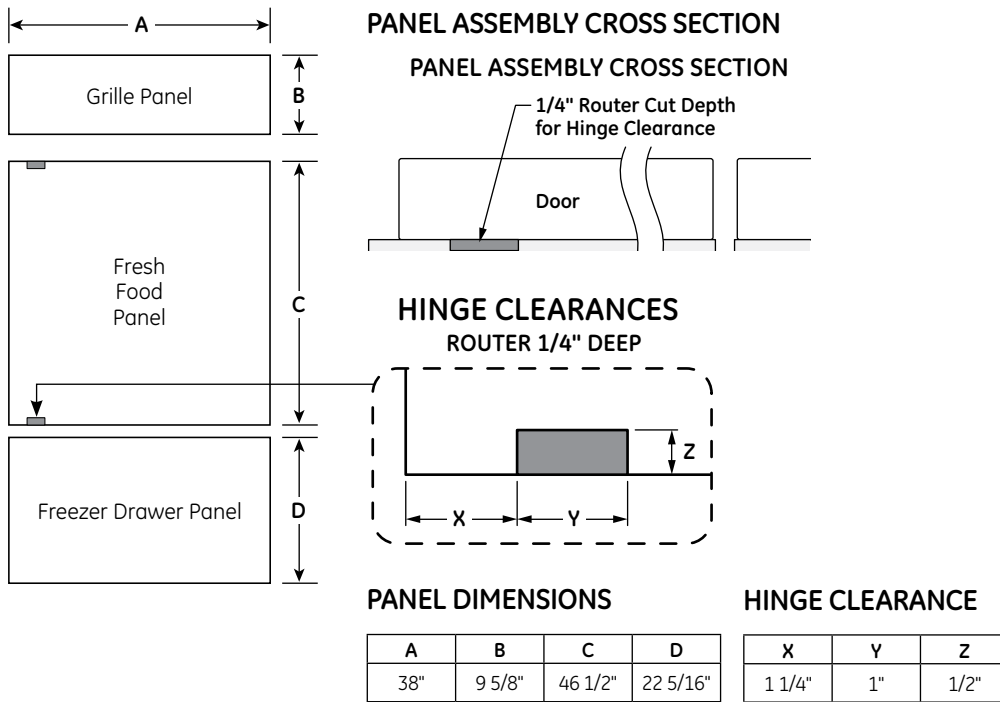 A
Grille Panel
B
Fresh
Food
Panel
C
Freezer Drawer Panel
D
PANEL ASSEMBLY CROSS SECTION
PANEL ASSEMBLY CROSS SECTION
1/4" Router Cut Depth
for Hinge Clearance
Door
HINGE CLEARANCES
ROUTER 1/4" DEEP
Z
X Y
PANEL DIMENSIONS
A B C D
38" 9 5/8" 46 1/2" 22 5/16"
HINGE CLEARANCE
X Y Z
1 1/4" 1" 1/2"